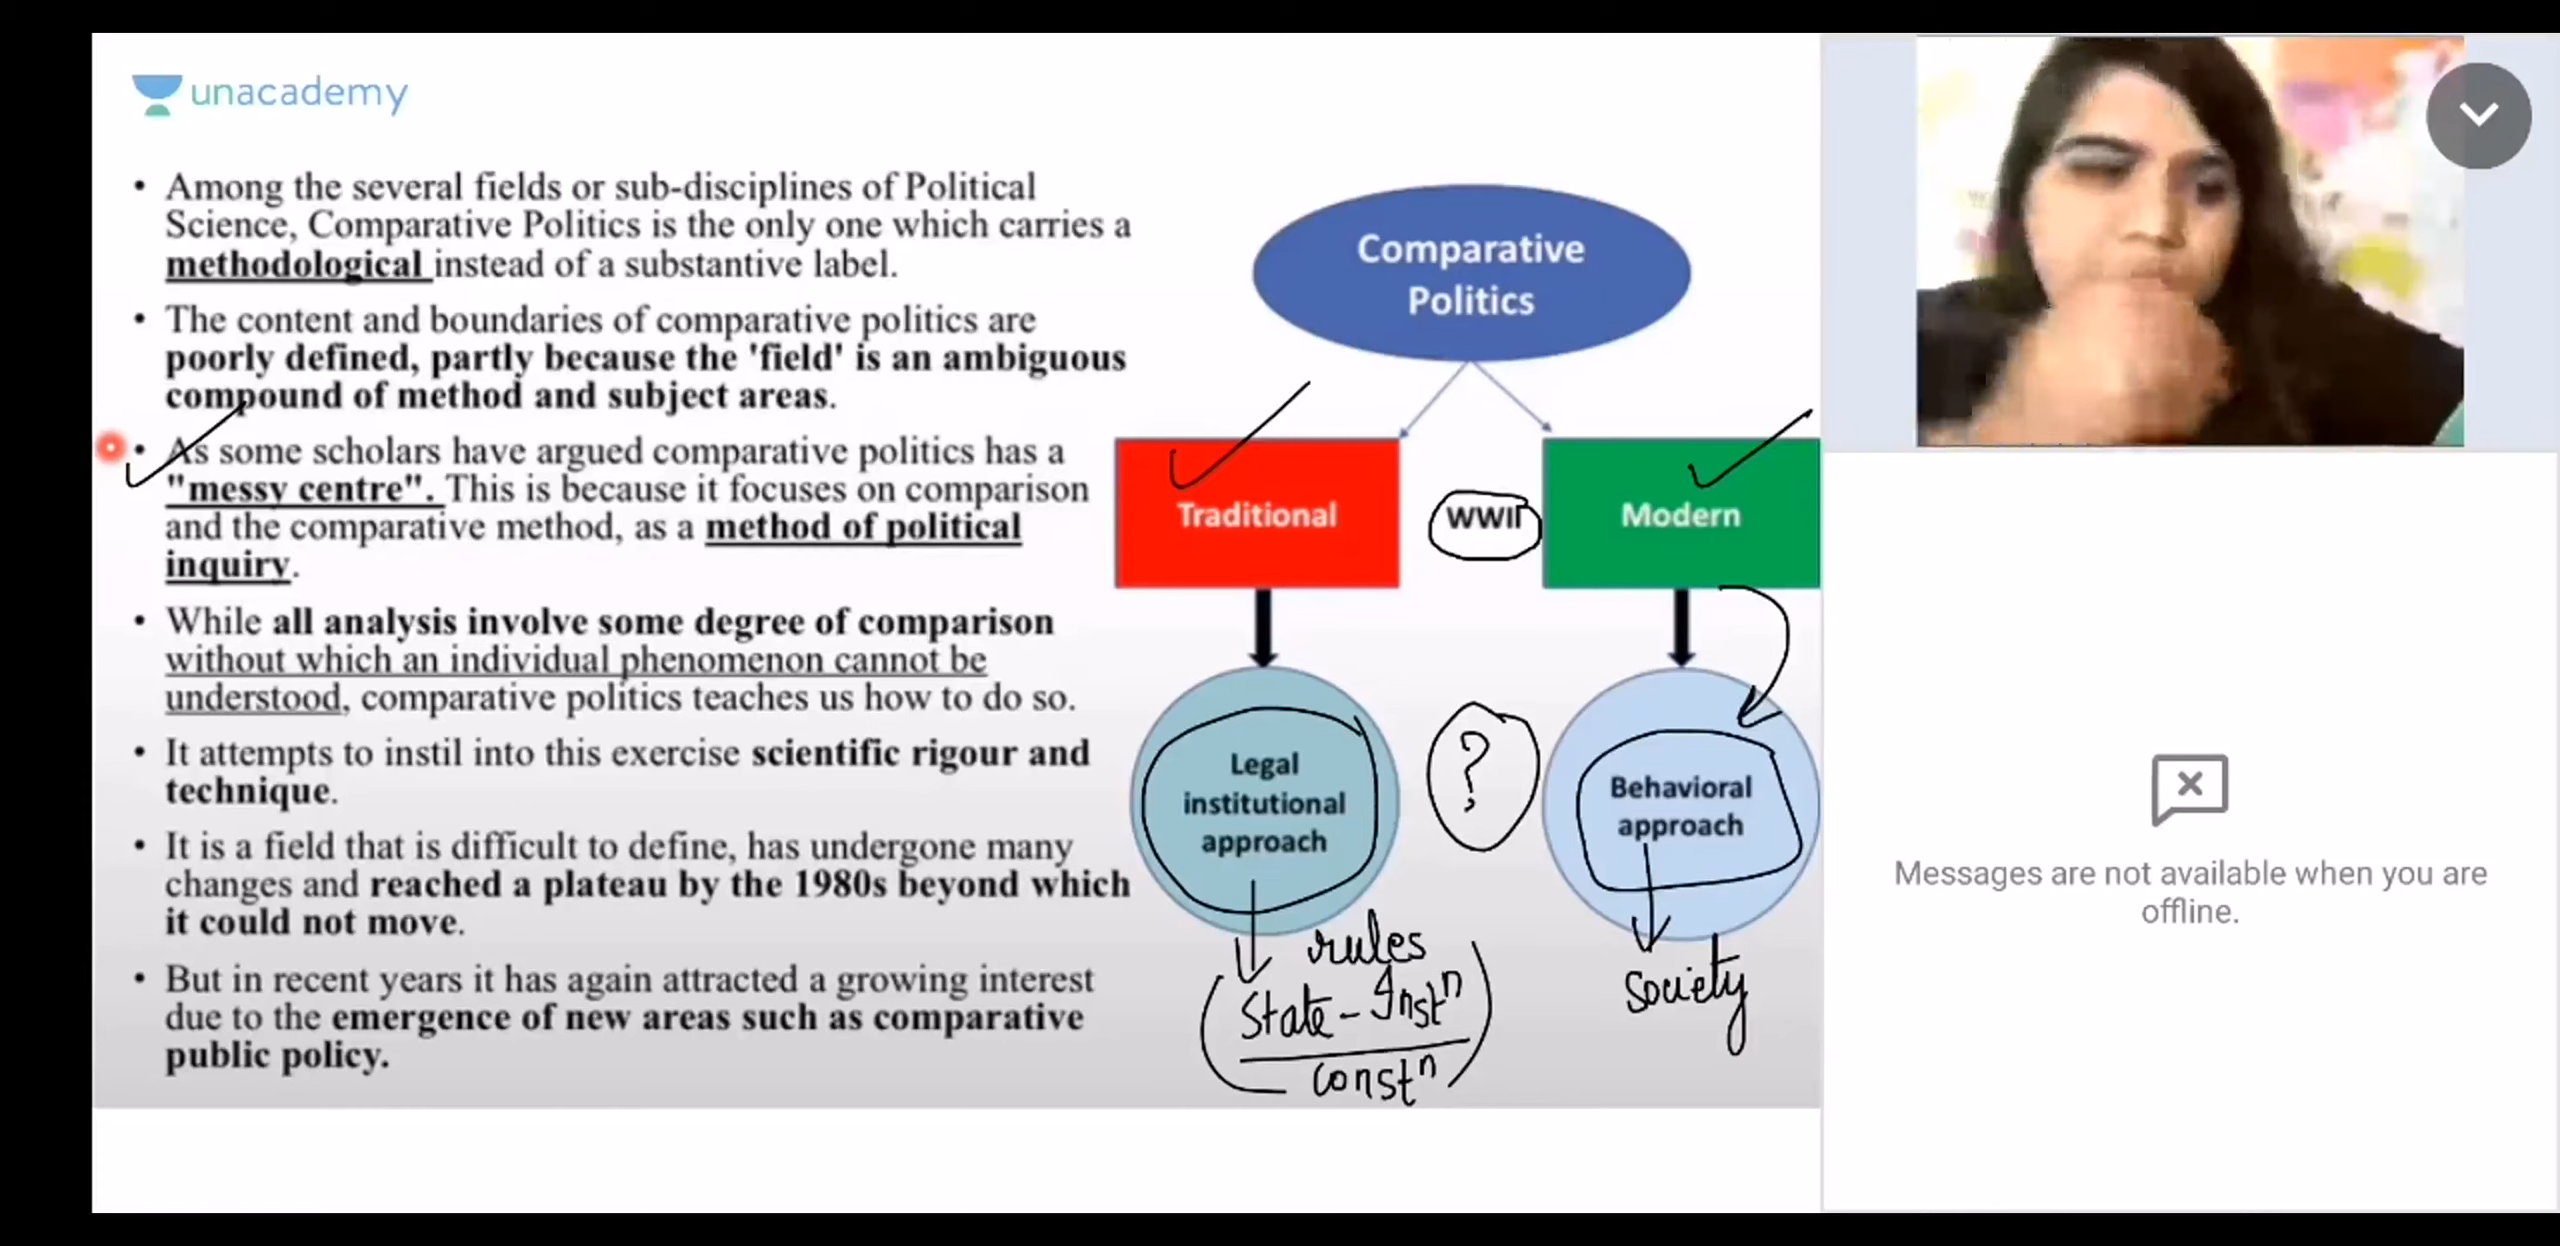 unacademy
• Among the several fields or sub-disciplines of Political
Science, Comparative Politics is the only one which carries a
methodological instead of a substantive label.
• The content and boundaries of comparative politics are
poorly defined, partly because the 'field' is an ambiguous
compound of method and subject areas.
• As some scholars have argued comparative politics has a
"messy centre". This is because it focuses on comparison
and the comparative method, as a method of political
inquiry.
• While all analysis involve some degree of comparison
without which an individual phenomenon cannot be
understood, comparative politics teaches us how to do so.
• It attempts to instil into this exercise scientific rigour and
technique.
• It is a field that is difficult to define, has undergone many
changes and reached a plateau by the 1980s beyond which
it could not move.
• But in recent years it has again attracted a growing interest
due to the emergence of new areas such as comparative
public policy.
Comparative
Politics
Traditional
WWII
Modern
Legal
institutional
approach
?
Behavioral
approach
rules
State - Instⁿ
constⁿ
Society
Messages are not available when you are
offline.